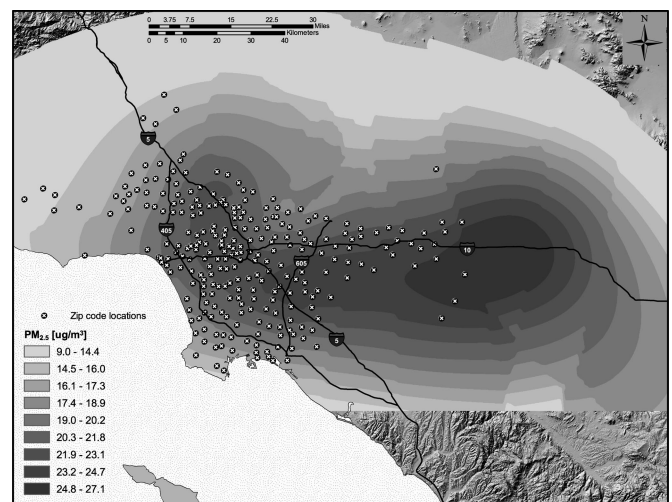 0 3.75 7.5 15 22.5 30
Miles
Kilometers
0 5 10 20 30 40
N
5
405
10
605
5
Zip code locations
PM2.5 [ug/m³]
9.0 - 14.4
14.5 - 16.0
16.1 - 17.3
17.4 - 18.9
19.0 - 20.2
20.3 - 21.8
21.9 - 23.1
23.2 - 24.7
24.8 - 27.1